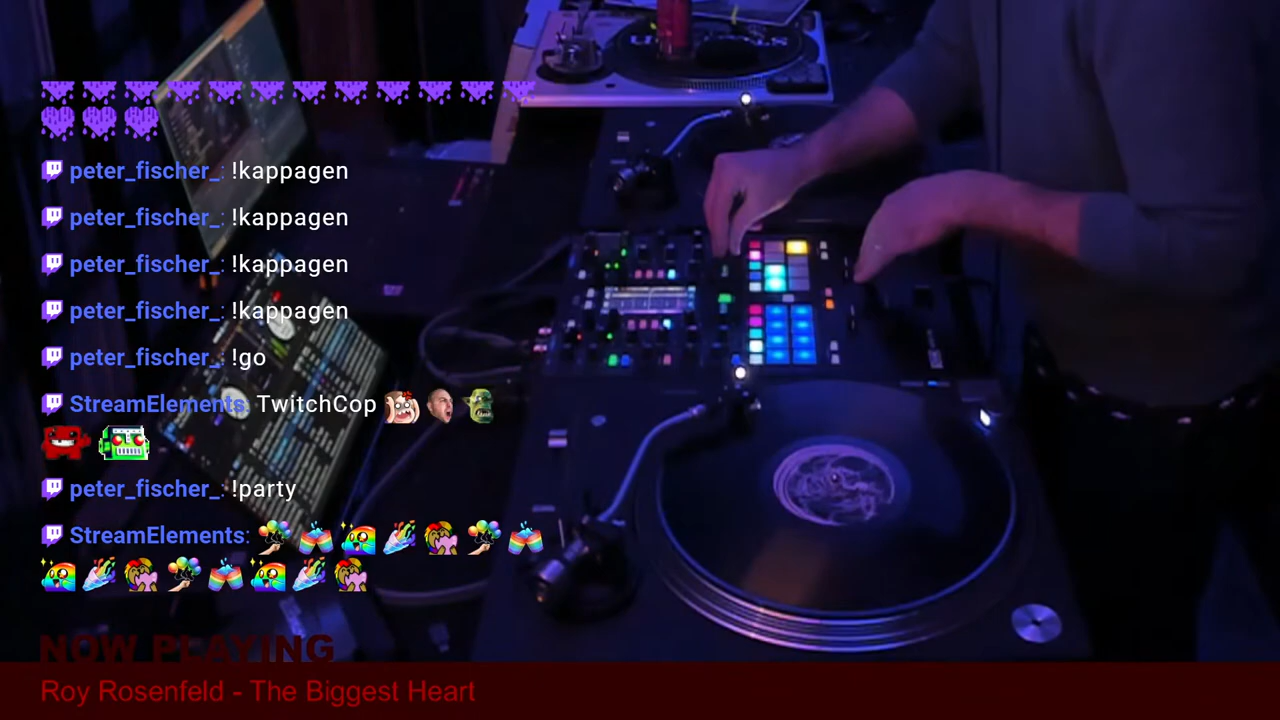 peter_fischer_: !kappagen
peter_fischer_: !kappagen
peter_fischer_: !kappagen
peter_fischer_: !kappagen
peter_fischer_: !go
StreamElements: TwitchCop
peter_fischer_: !party
StreamElements:
NOW PLAYING
Roy Rosenfeld - The Biggest Heart